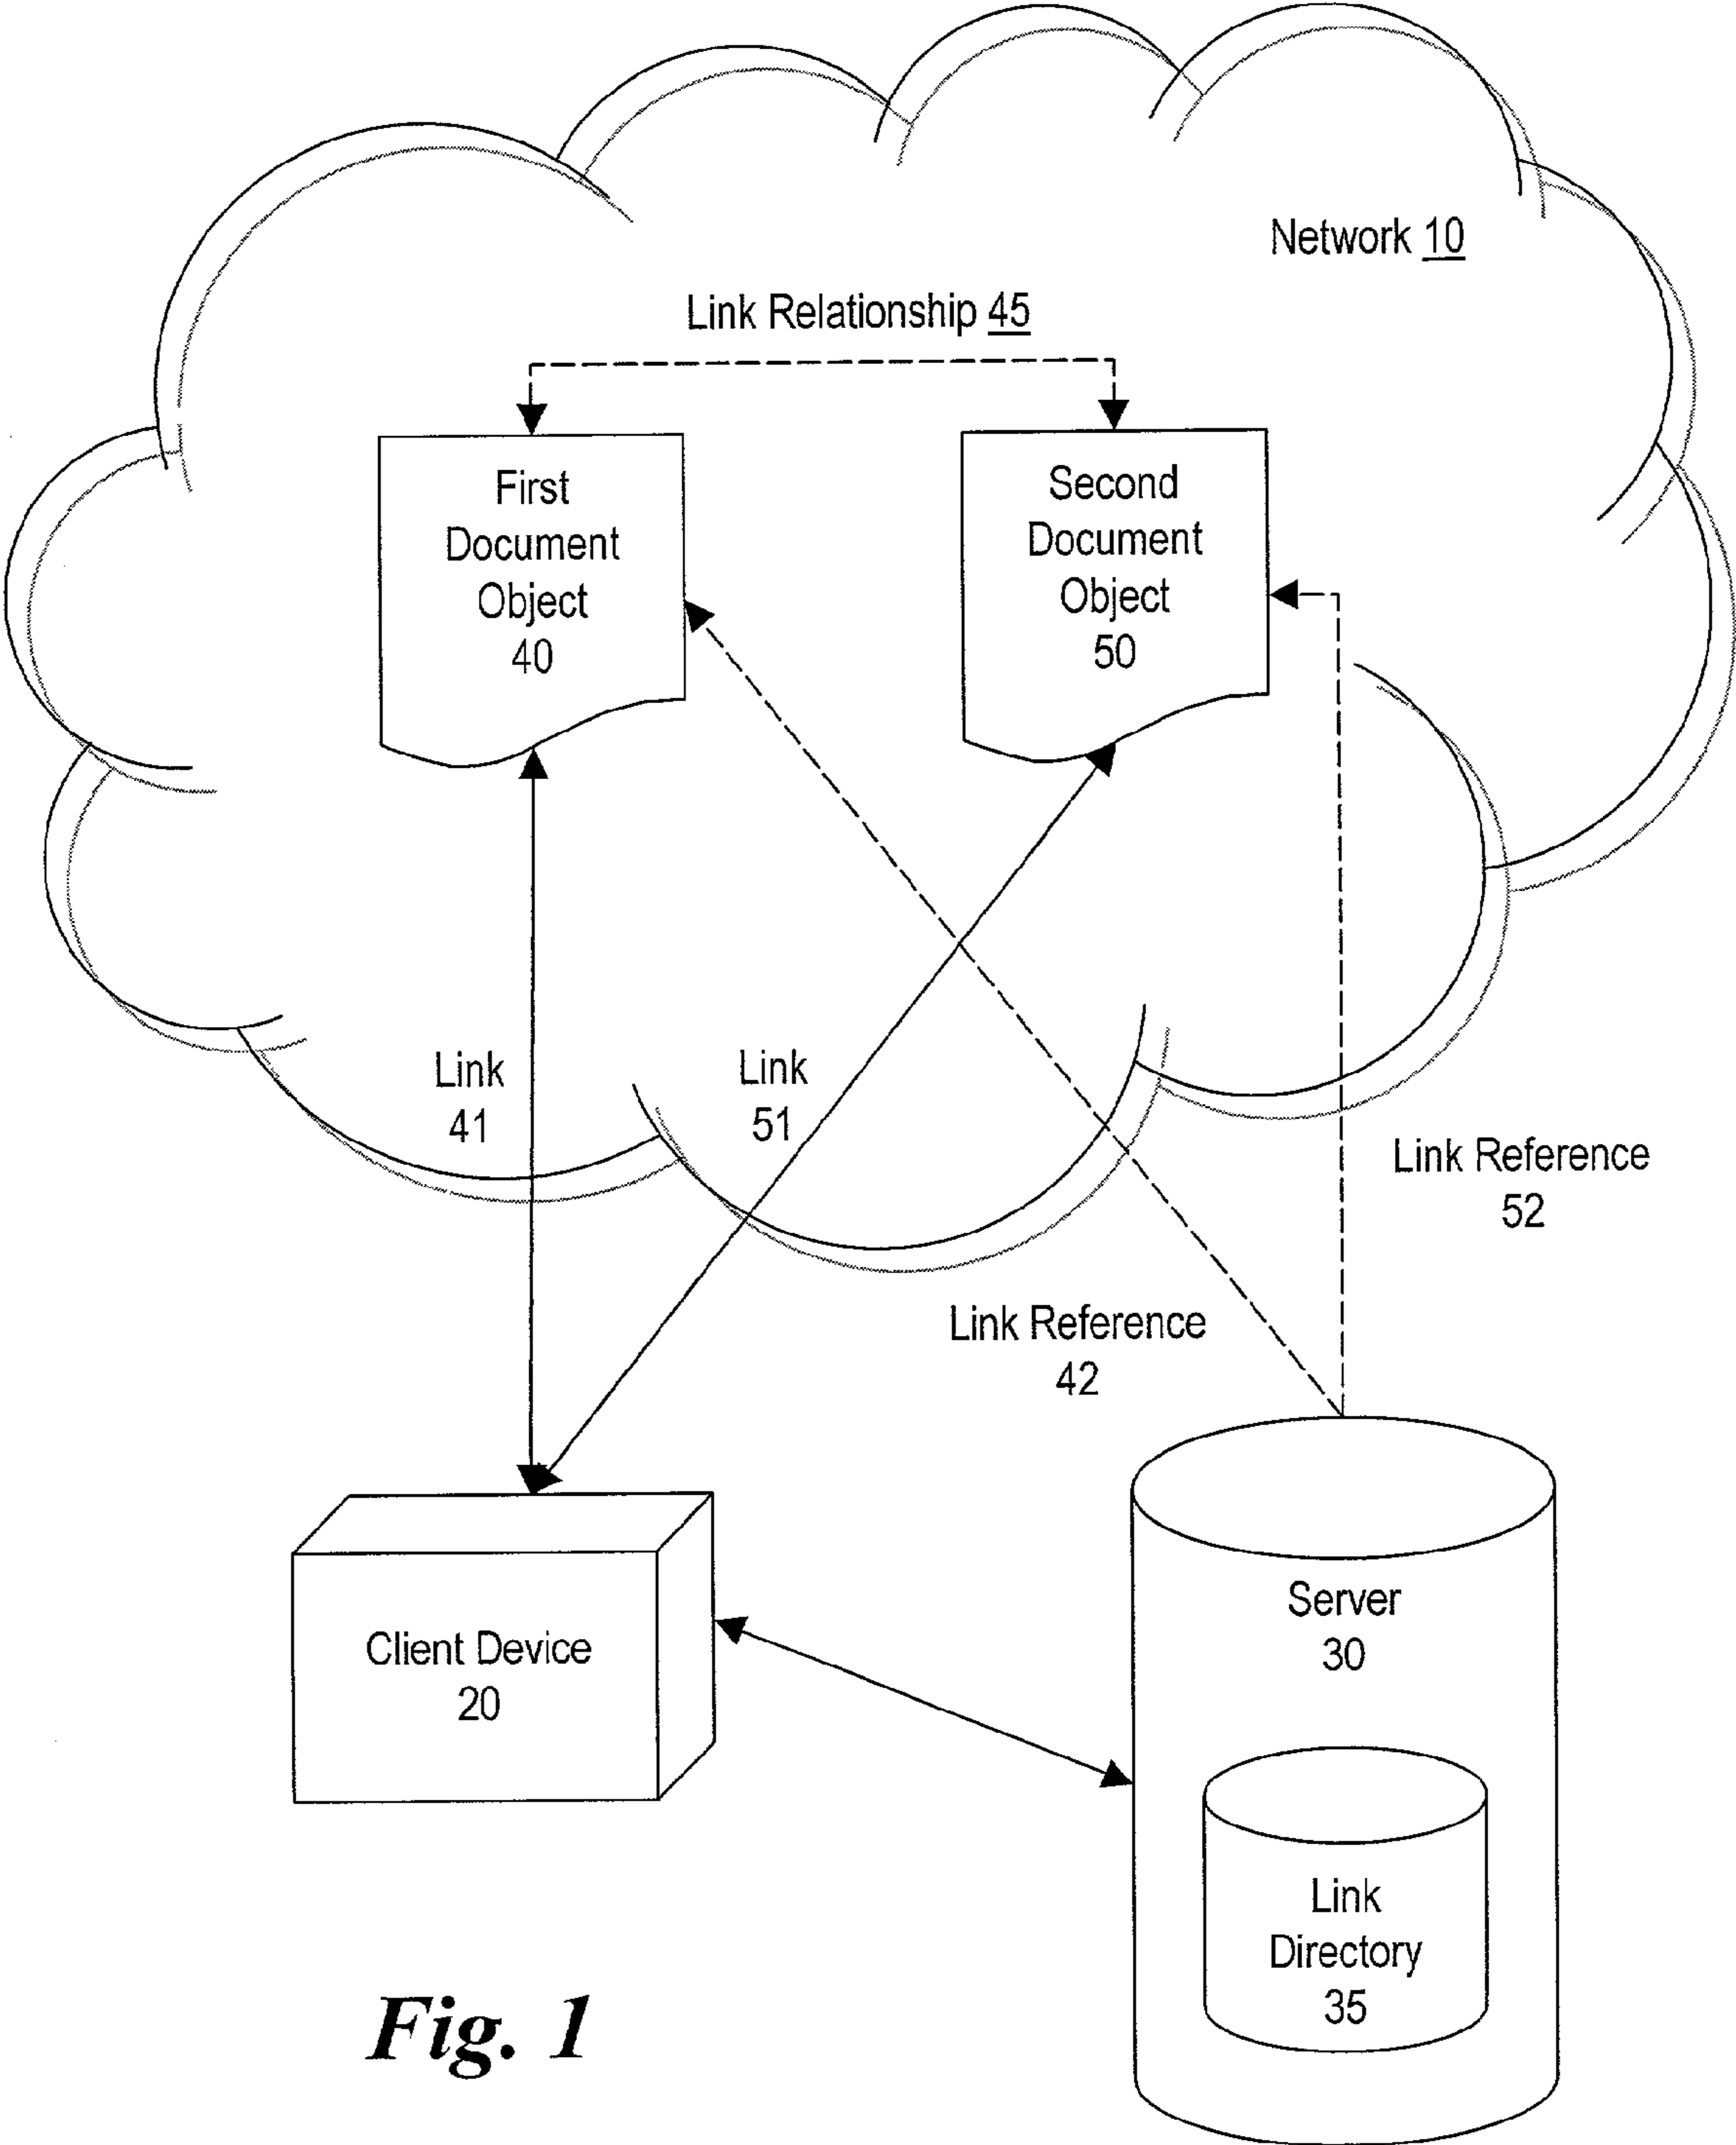 Network 10
Link Relationship 45
First
Document
Object
40
Second
Document
Object
50
Link
41
Link
51
Link Reference
52
Link Reference
42
Client Device
20
Server
30
Link
Directory
35
Fig. 1